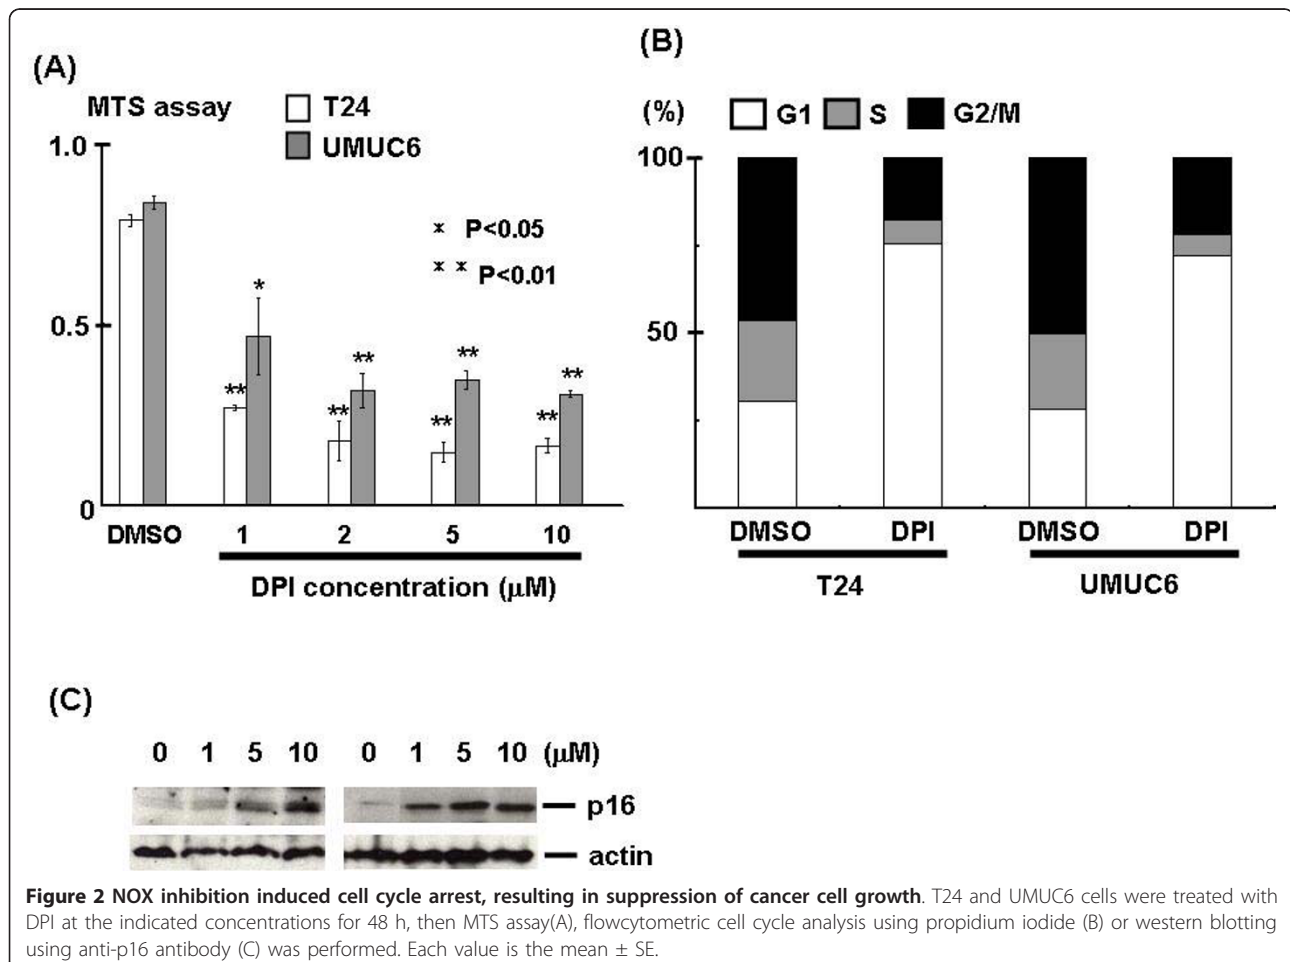 (A)
MTS assay
T24
UMUC6
1.0
0.5
0
* P<0.05
* * P<0.01
*
**
**
**
**
**
**
**
DMSO 1 2 5 10
DPI concentration (μM)
(B)
(%)
G1 S G2/M
100
50
DMSO DPI DMSO DPI
T24 UMUC6
(C)
0 1 5 10 0 1 5 10 (μM)
p16
actin
Figure 2 NOX inhibition induced cell cycle arrest, resulting in suppression of cancer cell growth. T24 and UMUC6 cells were treated with
DPI at the indicated concentrations for 48 h, then MTS assay(A), flowcytometric cell cycle analysis using propidium iodide (B) or western blotting
using anti-p16 antibody (C) was performed. Each value is the mean ± SE.